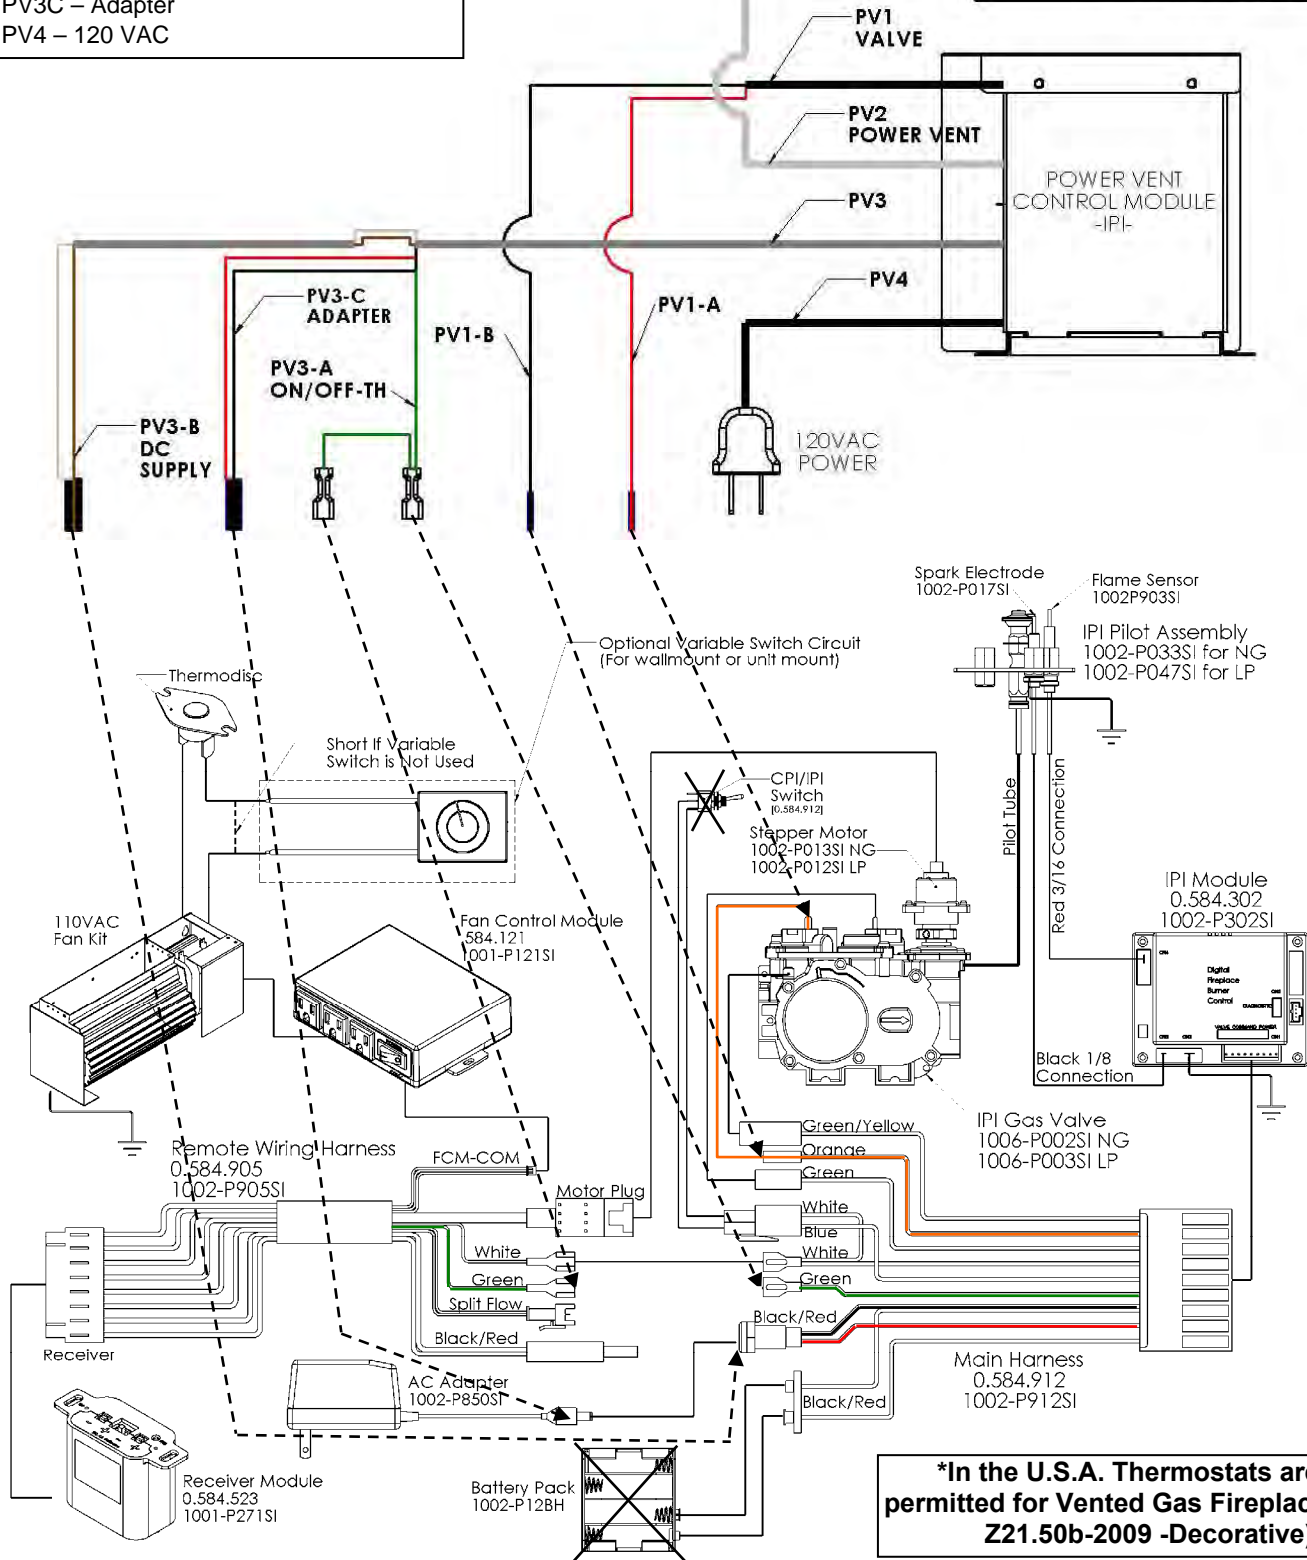 PV3C – Adapter
PV4 – 120 VAC
PV1
VALVE
PV2
POWER VENT
PV3
PV4
POWER VENT
CONTROL MODULE
-IPI-
PV3-C
ADAPTER
PV1-B
PV1-A
PV3-A
ON/OFF-TH
PV3-B
DC
SUPPLY
120VAC
POWER
Spark Electrode
1002-P017SI
Flame Sensor
1002P903SI
IPI Pilot Assembly
1002-P033SI for NG
1002-P047SI for LP
Optional Variable Switch Circuit
(For wallmount or unit mount)
Thermodisc
Short If Variable
Switch is Not Used
CPI/IPI
Switch
[0.584.912]
Stepper Motor
1002-P013SI NG
1002-P012SI LP
Pilot Tube
Red 3/16 Connection
IPI Module
0.584.302
1002-P302SI
110VAC
Fan Kit
Fan Control Module
584.121
1001-P121SI
Digital
Fireplace
Burner
Control
DIAGNOSTIC
VALVE COMMAND POWER
Black 1/8
Connection
IPI Gas Valve
1006-P002SI NG
1006-P003SI LP
Green/Yellow
Orange
Green
White
Blue
White
Green
Black/Red
Black/Red
Remote Wiring Harness
0.584.905
1002-P905SI
FCM-COM
Motor Plug
White
Green
Split Flow
Black/Red
Receiver
AC Adapter
1002-P850SI
Main Harness
0.584.912
1002-P912SI
Receiver Module
0.584.523
1001-P271SI
Battery Pack
1002-P12BH
*In the U.S.A. Thermostats are
permitted for Vented Gas Fireplac
Z21.50b-2009 -Decorative)